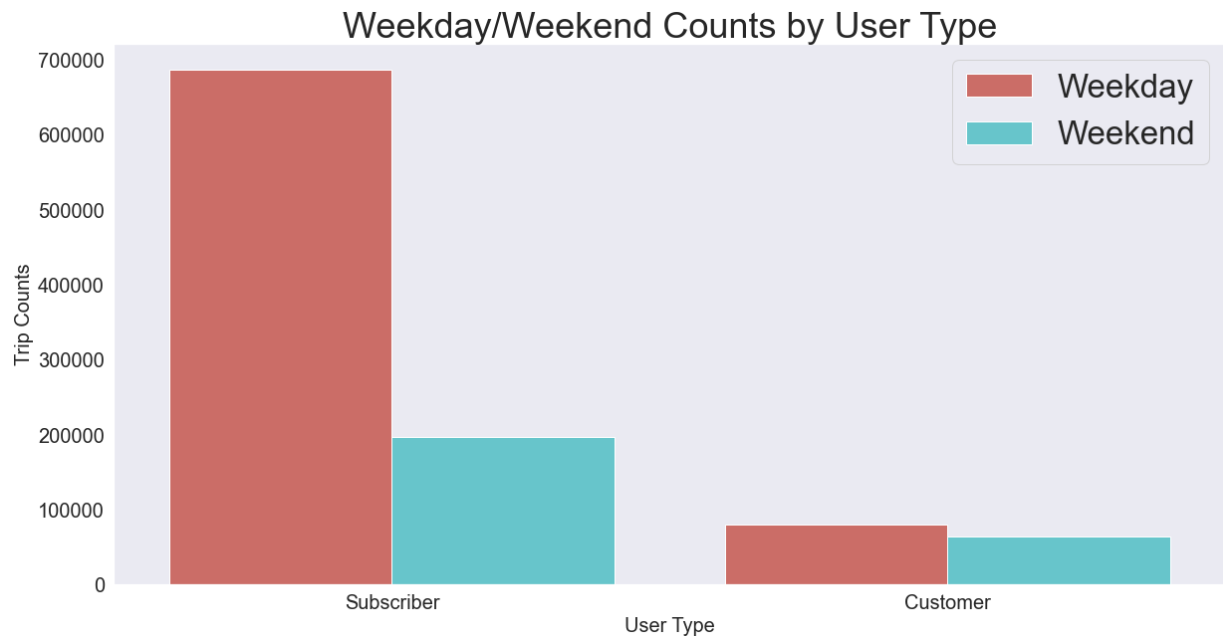 Weekday/Weekend Counts by User Type
Weekday
Weekend
Trip Counts
700000
600000
500000
400000
300000
200000
100000
0
Subscriber
Customer
User Type